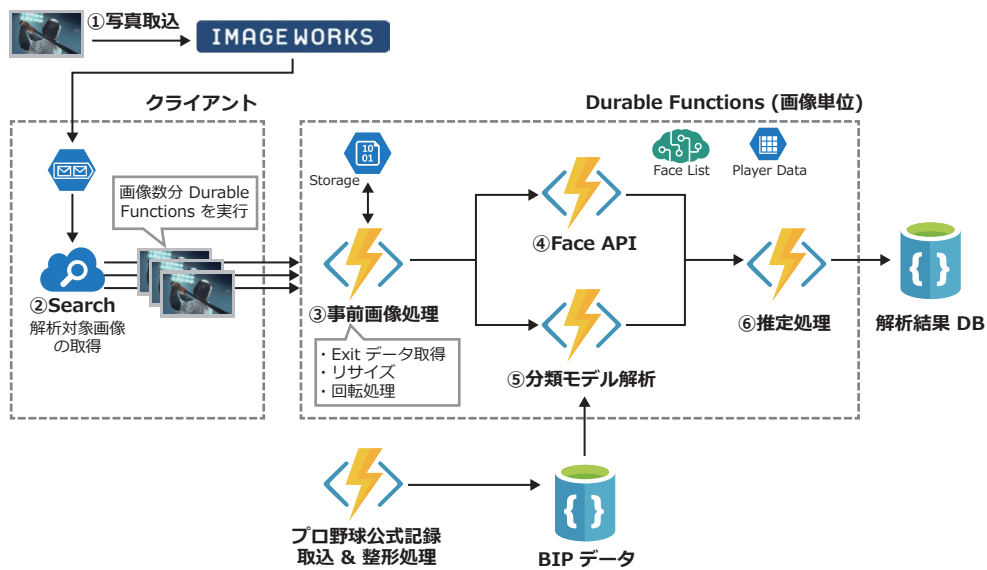 ①写真取込
IMAGEWORKS
クライアント
Durable Functions (画像単位)
10
01
Storage
Face List
Player Data
画像数分 Durable
Functions を実行
②Search
解析対象画像
の取得
③事前画像処理
・Exit データ取得
・リサイズ
・回転処理
④Face API
⑤分類モデル解析
⑥推定処理
{ }
解析結果 DB
プロ野球公式記録
取込 & 整形処理
{ }
BIP データ